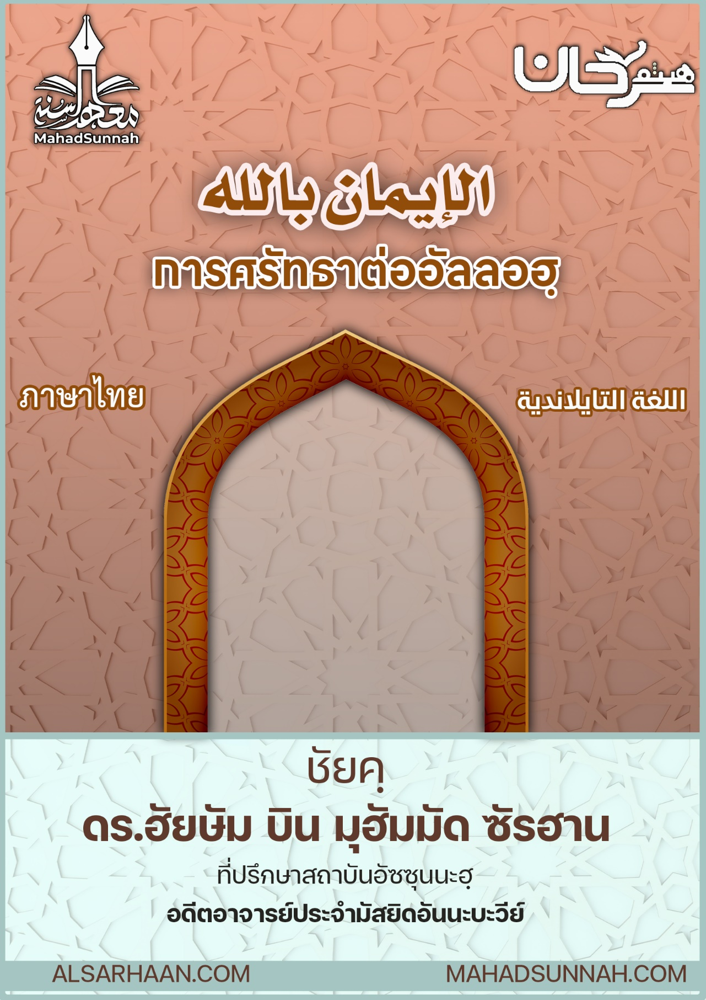 معهد السنة
MahadSunnah
هيثم سرحان
الإيمان بالله
การศรัทธาต่ออัลลอฮฺ
ภาษาไทย
اللغة التايلاندية
ชัยคฺ
ดร.ฮัยษัม บิน มุฮัมมัด ซัรฮาน
ที่ปรึกษาสถาบันอัซซุนนะฮฺ
อดีตอาจารย์ประจำมัสยิดอันนะบะวีย์
ALSARHAAN.COM
MAHADSUNNAH.COM